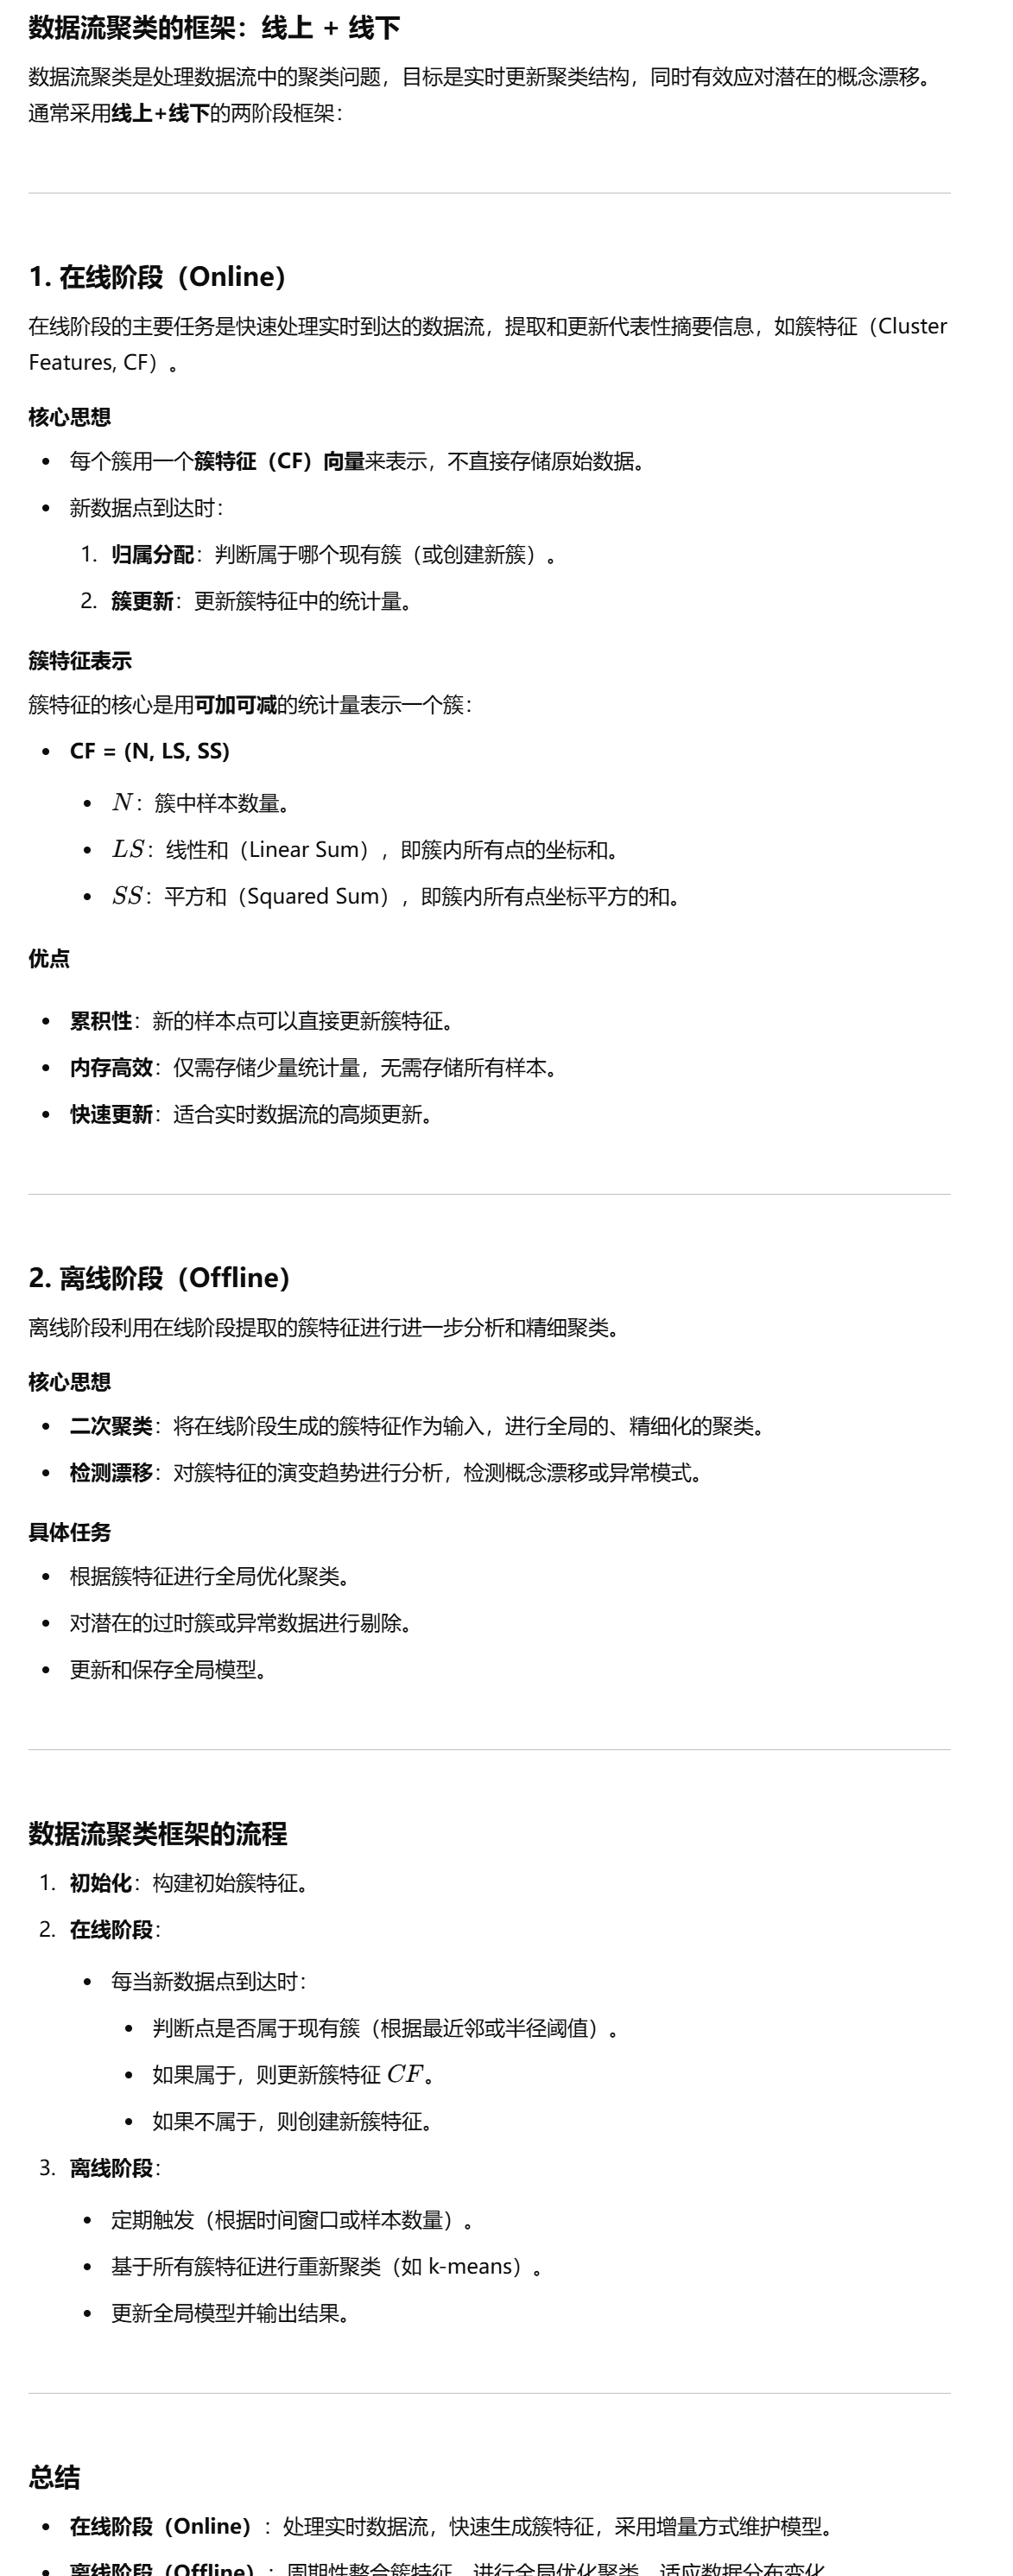 数据流聚类的框架：线上 + 线下
数据流聚类是处理数据流中的聚类问题，目标是实时更新聚类结构，同时有效应对潜在的概念漂移。
通常采用线上+线下的两阶段框架：
1. 在线阶段（Online）
在线阶段的主要任务是快速处理实时到达的数据流，提取和更新代表性摘要信息，如簇特征（Cluster
Features, CF）。
核心思想
• 每个簇用一个簇特征（CF）向量来表示，不直接存储原始数据。
• 新数据点到达时：
1. 归属分配：判断属于哪个现有簇（或创建新簇）。
2. 簇更新：更新簇特征中的统计量。
簇特征表示
簇特征的核心是用可加可减的统计量表示一个簇：
• CF = (N, LS, SS)
• N：簇中样本数量。
• LS：线性和（Linear Sum），即簇内所有点的坐标和。
• SS：平方和（Squared Sum），即簇内所有点坐标平方的和。
优点
• 累积性：新的样本点可以直接更新簇特征。
• 内存高效：仅需存储少量统计量，无需存储所有样本。
• 快速更新：适合实时数据流的高频更新。
2. 离线阶段（Offline）
离线阶段利用在线阶段提取的簇特征进行进一步分析和精细聚类。
核心思想
• 二次聚类：将在线阶段生成的簇特征作为输入，进行全局的、精细化的聚类。
• 检测漂移：对簇特征的演变趋势进行分析，检测概念漂移或异常模式。
具体任务
• 根据簇特征进行全局优化聚类。
• 对潜在的过时簇或异常数据进行剔除。
• 更新和保存全局模型。
数据流聚类框架的流程
1. 初始化：构建初始簇特征。
2. 在线阶段：
• 每当新数据点到达时：
• 判断点是否属于现有簇（根据最近邻或半径阈值）。
• 如果属于，则更新簇特征 CF。
• 如果不属于，则创建新簇特征。
3. 离线阶段：
• 定期触发（根据时间窗口或样本数量）。
• 基于所有簇特征进行重新聚类（如 k-means）。
• 更新全局模型并输出结果。
总结
• 在线阶段（Online）：处理实时数据流，快速生成簇特征，采用增量方式维护模型。
• 离线阶段（Offline）：周期性整合簇特征，进行全局优化聚类，适应数据分布变化